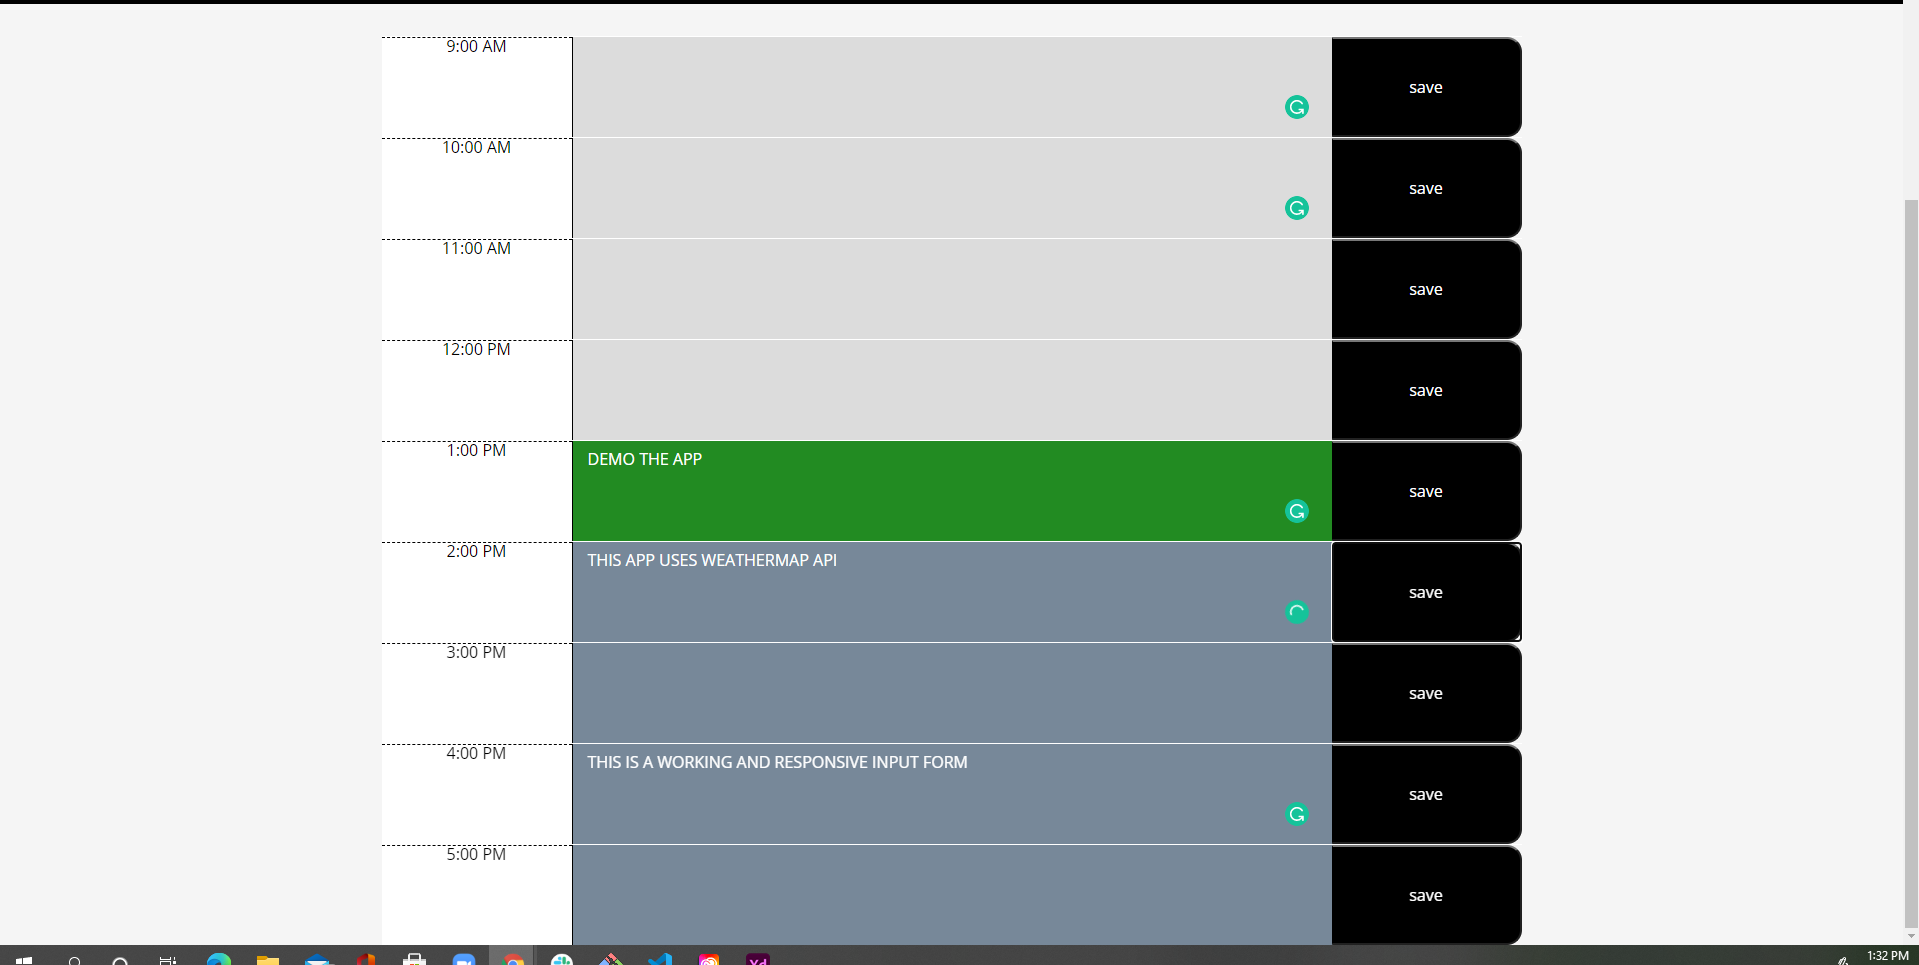 9:00 AM
save
10:00 AM
save
11:00 AM
save
12:00 PM
save
1:00 PM
DEMO THE APP
save
2:00 PM
THIS APP USES WEATHERMAP API
save
3:00 PM
save
4:00 PM
THIS IS A WORKING AND RESPONSIVE INPUT FORM
save
5:00 PM
save
Xd
1:32 PM